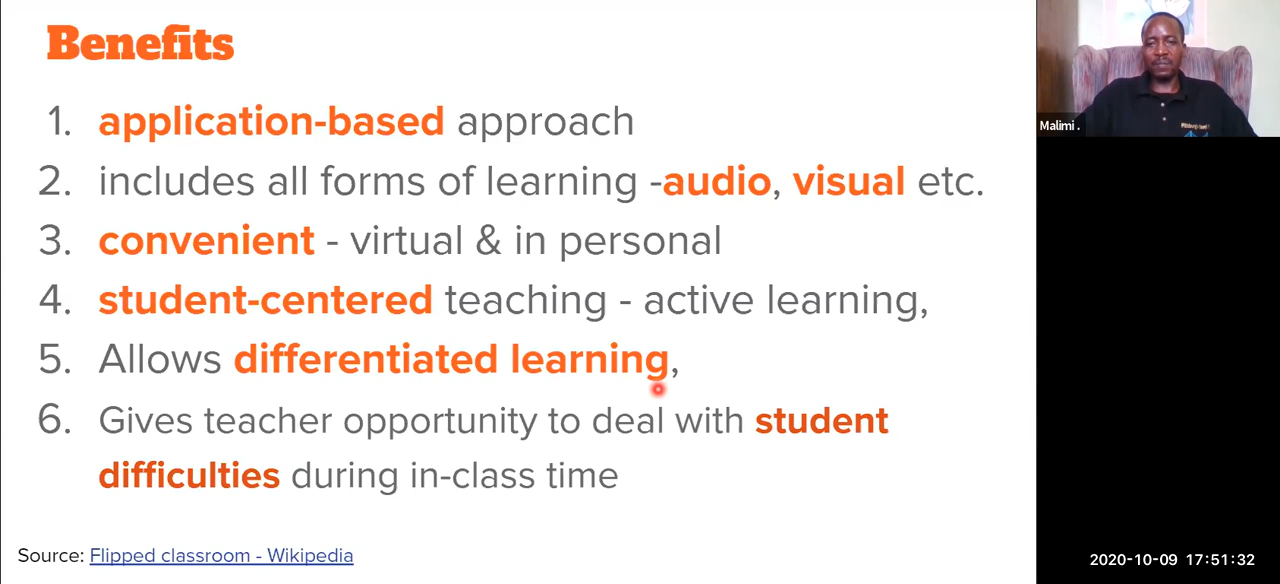 Benefits
1. application-based approach
2. includes all forms of learning -audio, visual etc.
3. convenient - virtual & in personal
4. student-centered teaching - active learning,
5. Allows differentiated learning,
6. Gives teacher opportunity to deal with student
difficulties during in-class time
Source: Flipped classroom - Wikipedia
Malimi .
2020-10-09 17:51:32